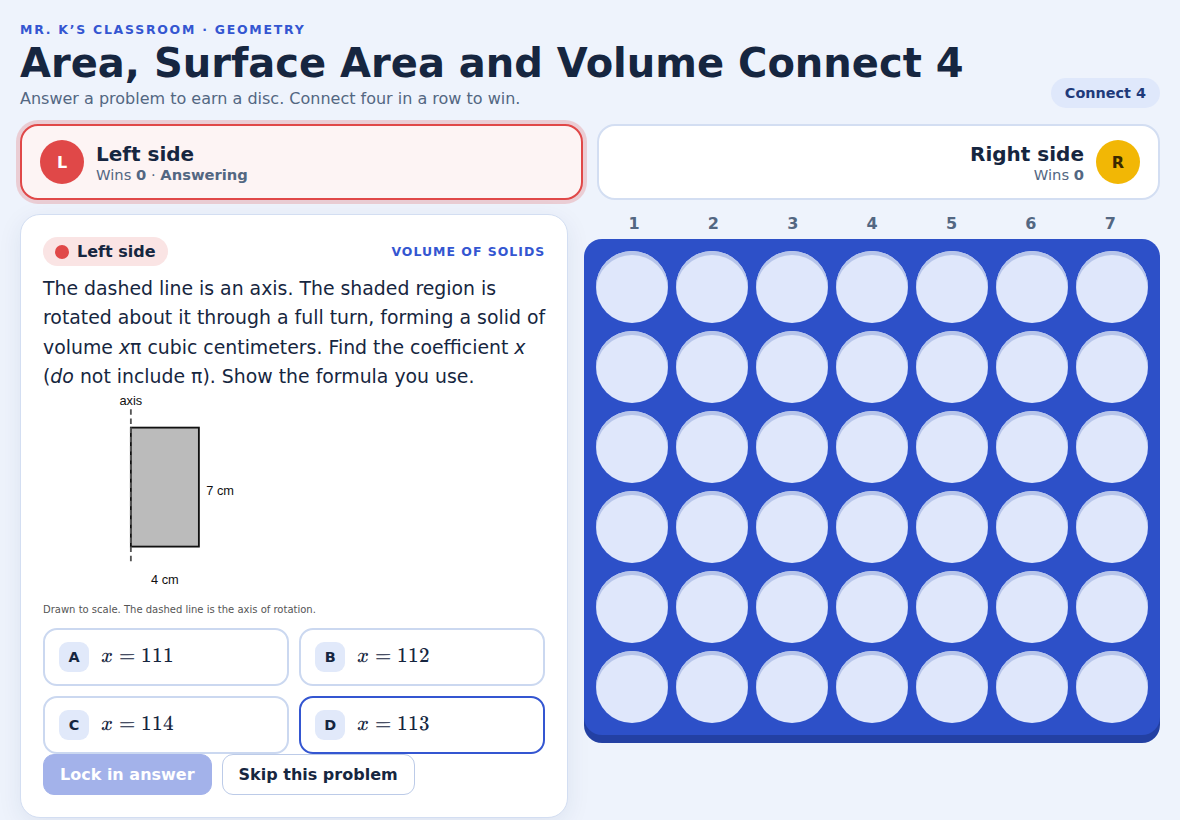 MR. K'S CLASSROOM · GEOMETRY
Area, Surface Area and Volume Connect 4
Answer a problem to earn a disc. Connect four in a row to win.
Connect 4
L
Left side
Wins 0 · Answering
Right side
Wins 0
R
Left side
VOLUME OF SOLIDS
The dashed line is an axis. The shaded region is
rotated about it through a full turn, forming a solid of
volume xπ cubic centimeters. Find the coefficient x
(do not include π). Show the formula you use.
axis
7 cm
4 cm
Drawn to scale. The dashed line is the axis of rotation.
A x = 111
B x = 112
C x = 114
D x = 113
Lock in answer
Skip this problem
1 2 3 4 5 6 7